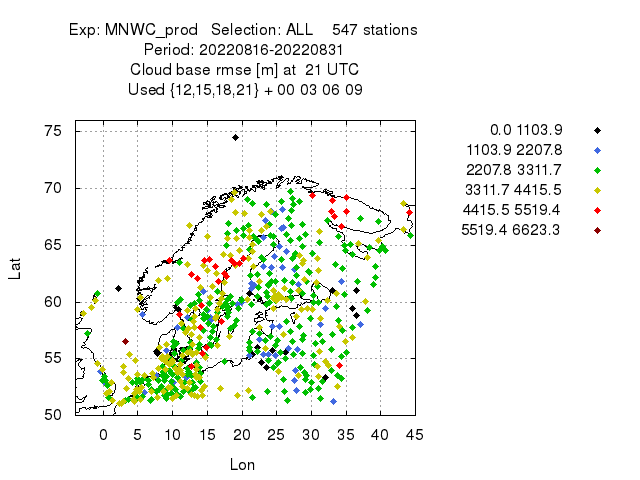 Exp: MNWC_prod   Selection: ALL    547 stations
Period: 20220816-20220831
Cloud base rmse [m] at  21 UTC
Used {12,15,18,21} + 00 03 06 09
75
70
65
60
55
50
Lat
0 5 10 15 20 25 30 35 40 45
Lon
0.0 1103.9
1103.9 2207.8
2207.8 3311.7
3311.7 4415.5
4415.5 5519.4
5519.4 6623.3